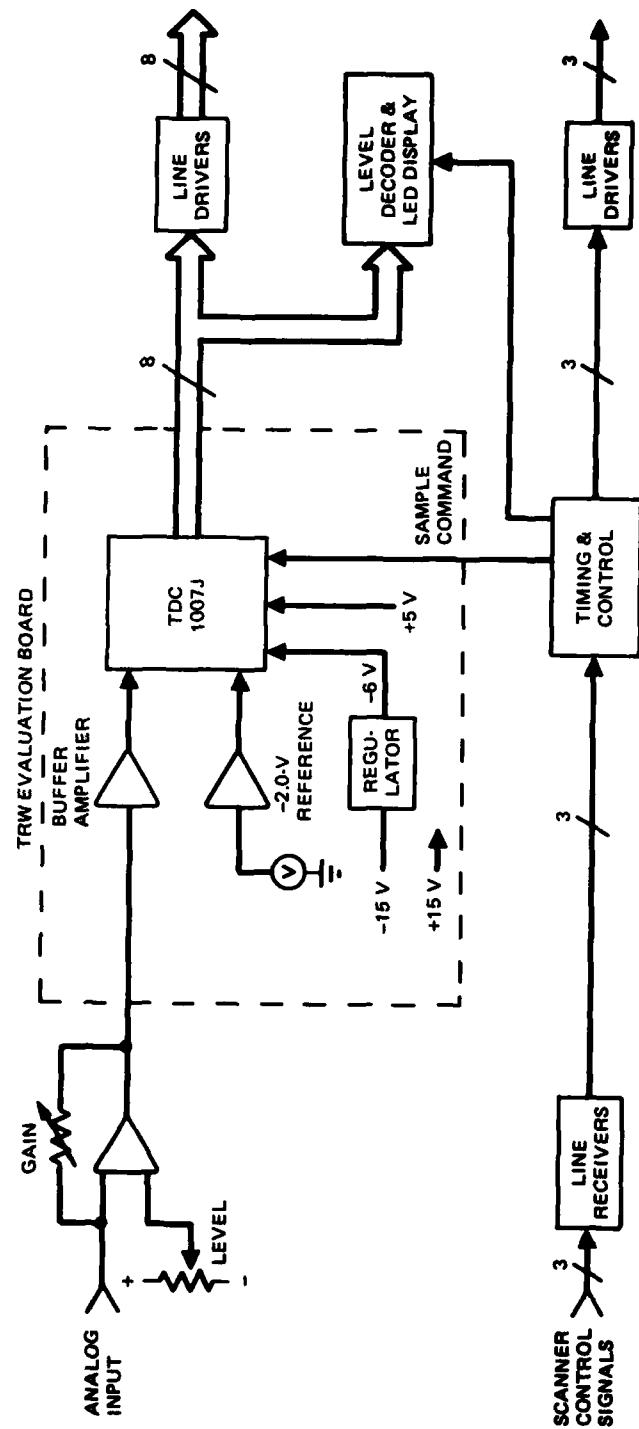 ANALOG
INPUT
GAIN
+
-
LEVEL
TRW EVALUATION BOARD
BUFFER
AMPLIFIER
TDC
1007J
V
-2.0-V
REFERENCE
-15 V
REGU-
LATOR
-6 V
+5 V
+15 V
SAMPLE
COMMAND
8
LINE
DRIVERS
8
LEVEL
DECODER &
LED DISPLAY
SCANNER
CONTROL
SIGNALS
3
LINE
RECEIVERS
3
TIMING &
CONTROL
3
LINE
DRIVERS
3